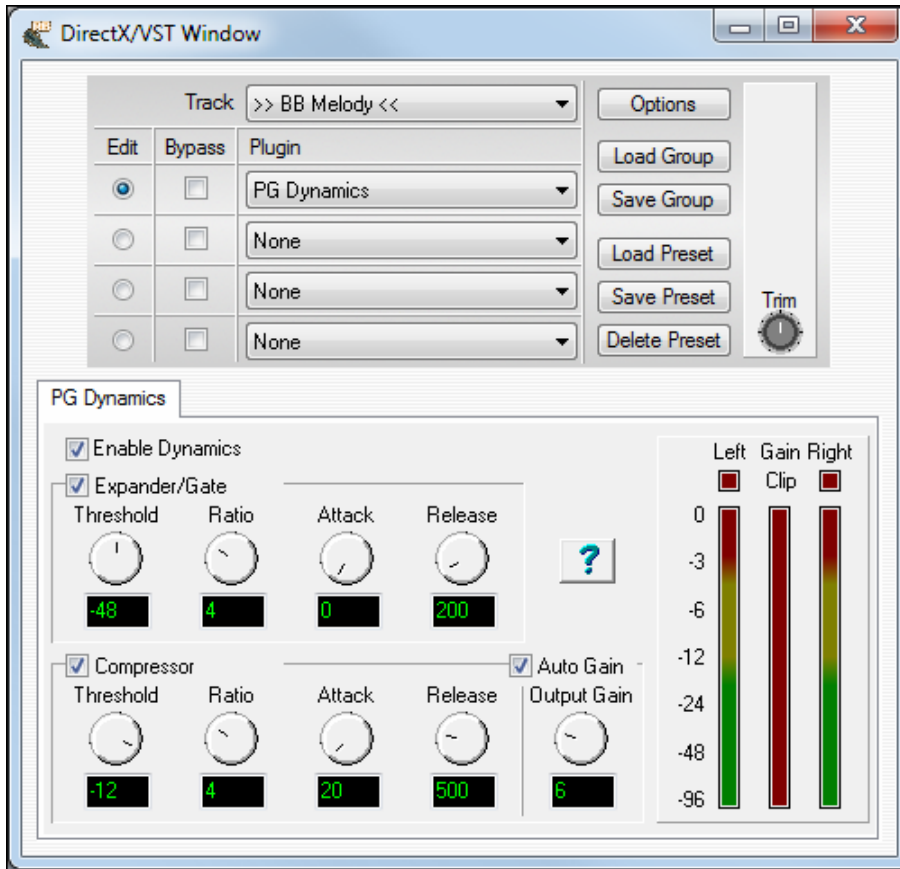 DirectX/VST Window
Track >> BB Melody << Options
Edit Bypass Plugin Load Group
PG Dynamics Save Group
None Load Preset
None Save Preset Trim
None Delete Preset
PG Dynamics
Enable Dynamics Left Gain Right
Expander/Gate Clip
Threshold Ratio Attack Release 0
? -3
-48 4 0 200 -6
Compressor Auto Gain -12
Threshold Ratio Attack Release Output Gain -24
-48
-12 4 20 500 6 -96